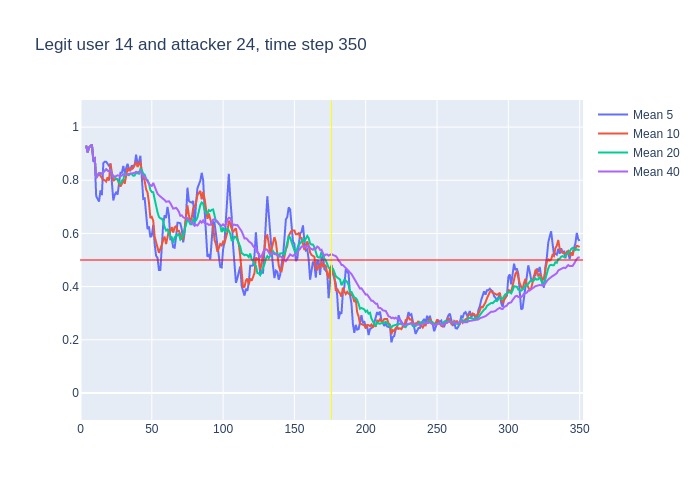 Legit user 14 and attacker 24, time step 350
Mean 5
Mean 10
Mean 20
Mean 40
1
0.8
0.6
0.4
0.2
0
0 50 100 150 200 250 300 350